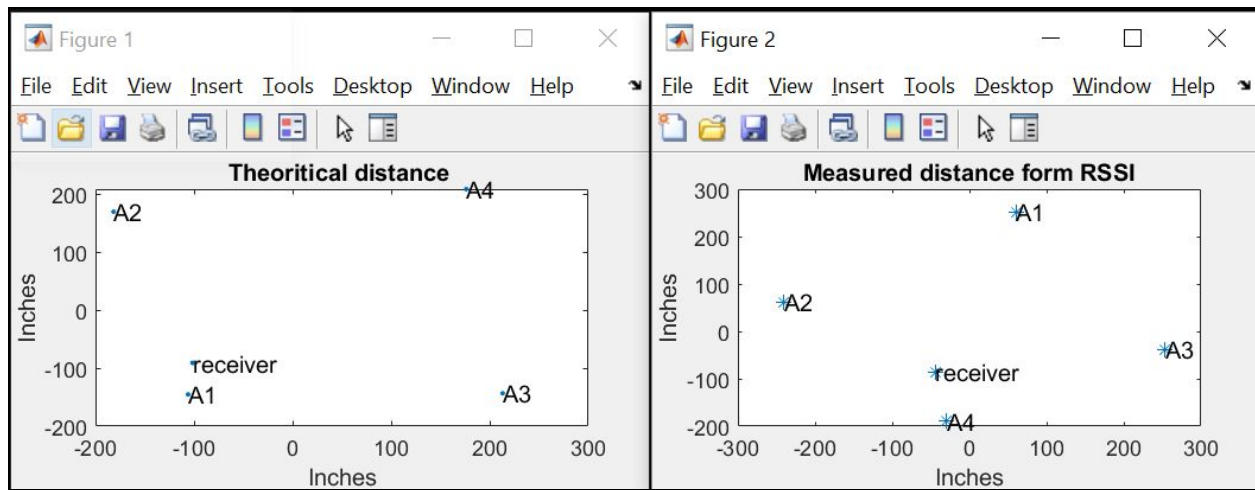 Figure 1
File Edit View Insert Tools Desktop Window Help
Theoritical distance
200
100
0
-100
-200
Inches
A2
A4
receiver
A1
A3
-200 -100 0 100 200 300
Inches
Figure 2
File Edit View Insert Tools Desktop Window Help
Measured distance form RSSI
300
200
100
0
-100
-200
Inches
A1
A2
A3
receiver
A4
-300 -200 -100 0 100 200 300
Inches